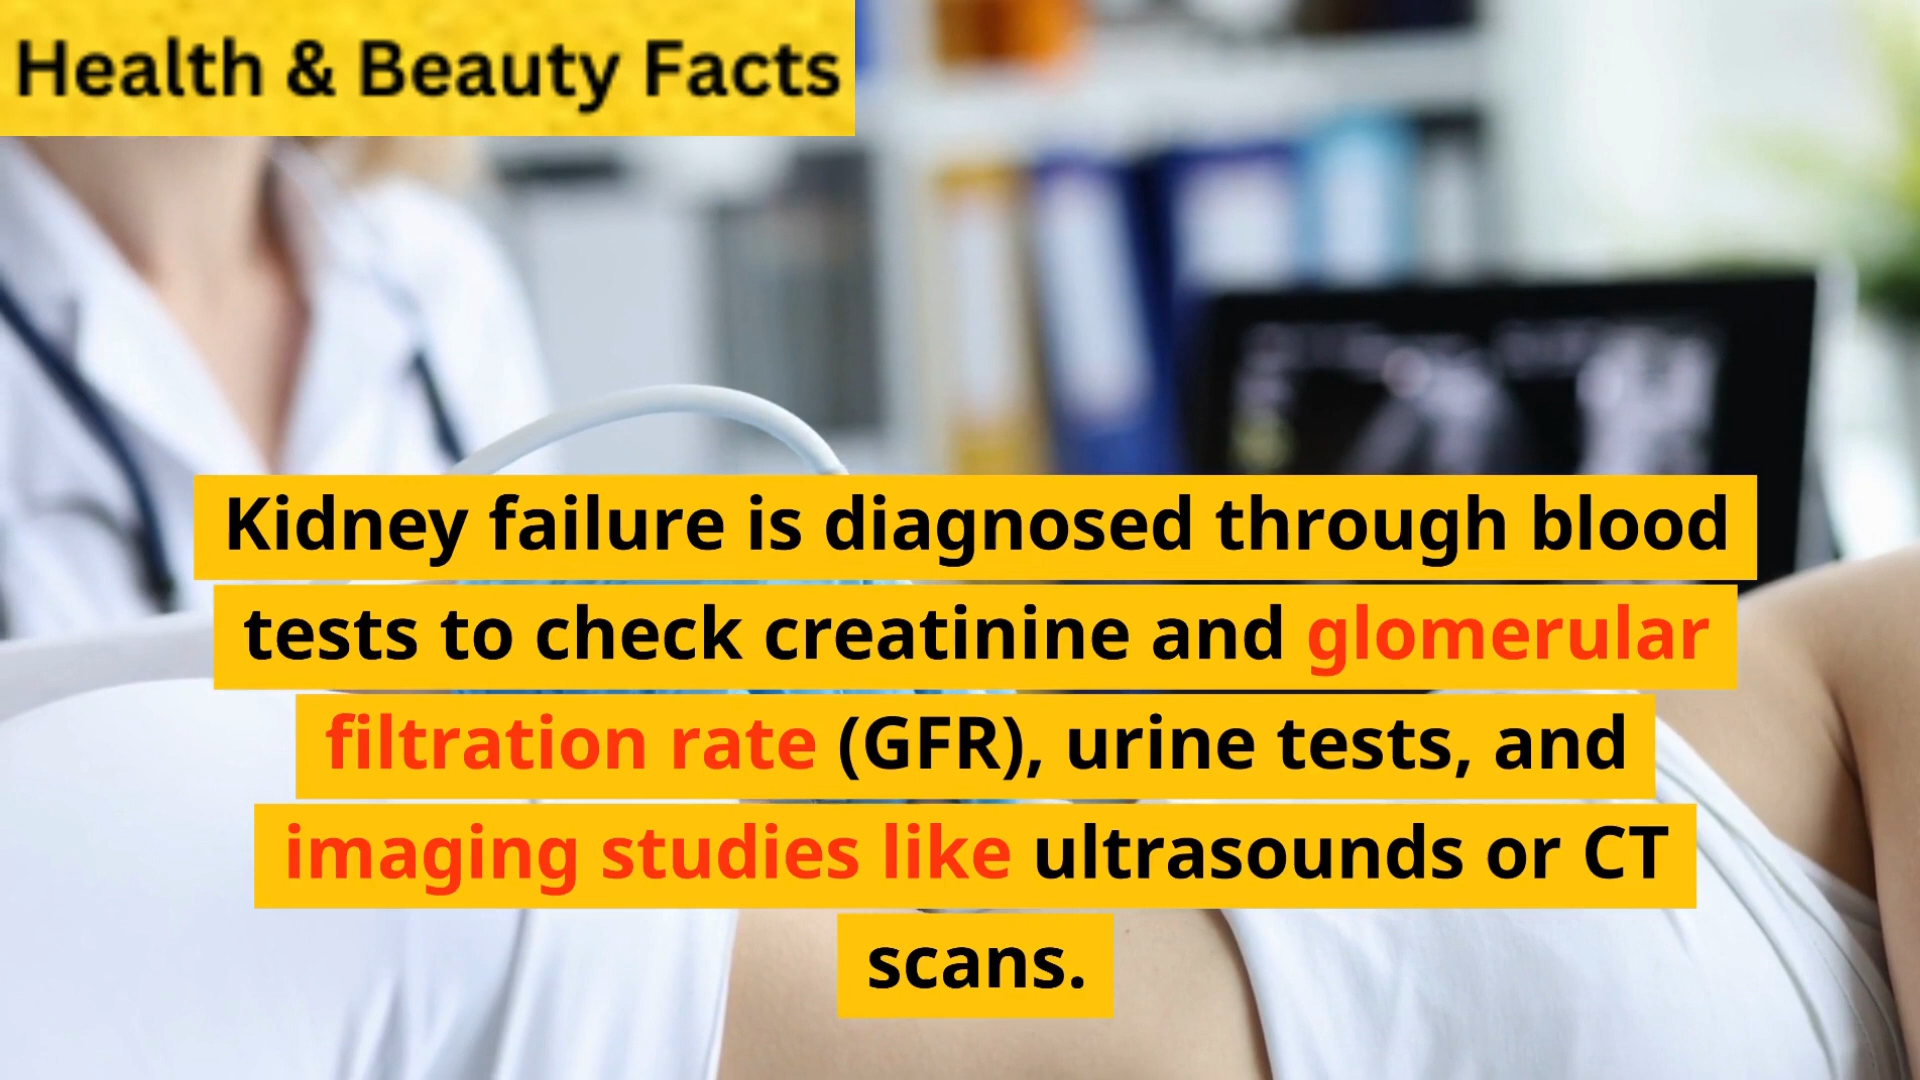 Health & Beauty Facts
Kidney failure is diagnosed through blood
tests to check creatinine and glomerular
filtration rate (GFR), urine tests, and
imaging studies like ultrasounds or CT
scans.